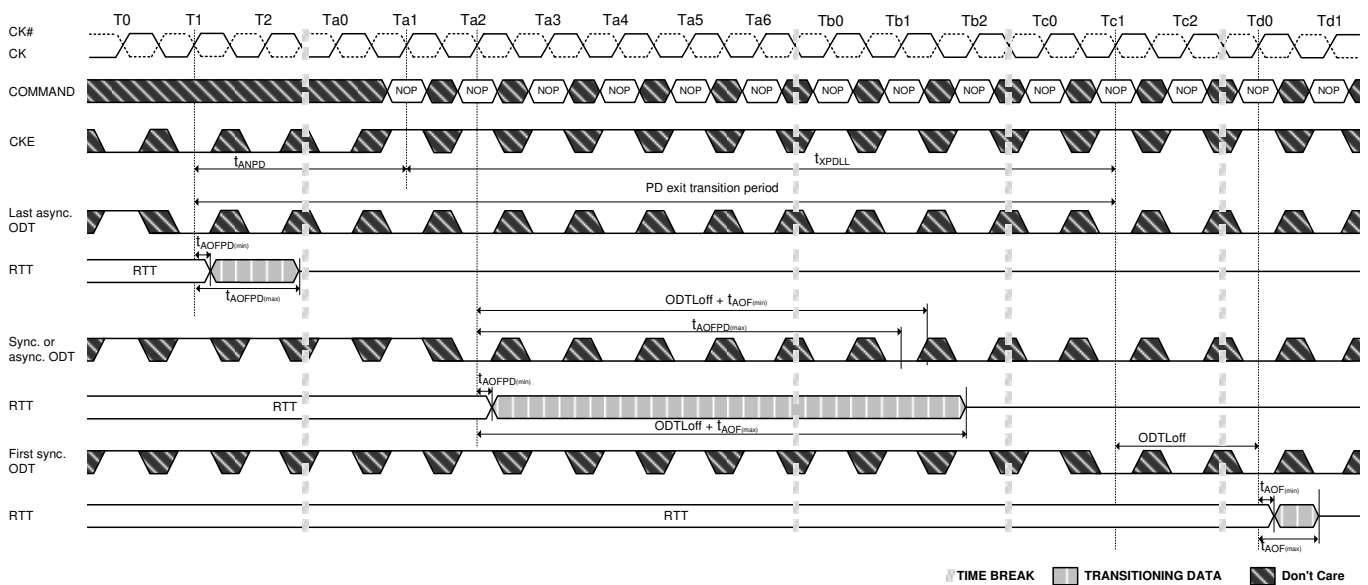 T0 T1 T2 Ta0 Ta1 Ta2 Ta3 Ta4 Ta5 Ta6 Tb0 Tb1 Tb2 Tc0 Tc1 Tc2 Td0 Td1
CK#
CK
COMMAND NOP NOP NOP NOP NOP NOP NOP NOP NOP NOP NOP NOP NOP NOP
CKE
tANPD tXPDLL
PD exit transition period
Last async.
ODT
tAOFPD(min)
RTT RTT
tAOFPD(max)
ODTLoff + tAOF(min)
tAOFPD(max)
Sync. or
async. ODT
tAOFPD(min)
RTT RTT
ODTLoff + tAOF(max)
ODTLoff
First sync.
ODT
tAOF(min)
RTT RTT
tAOF(max)
TIME BREAK TRANSITIONING DATA Don't Care